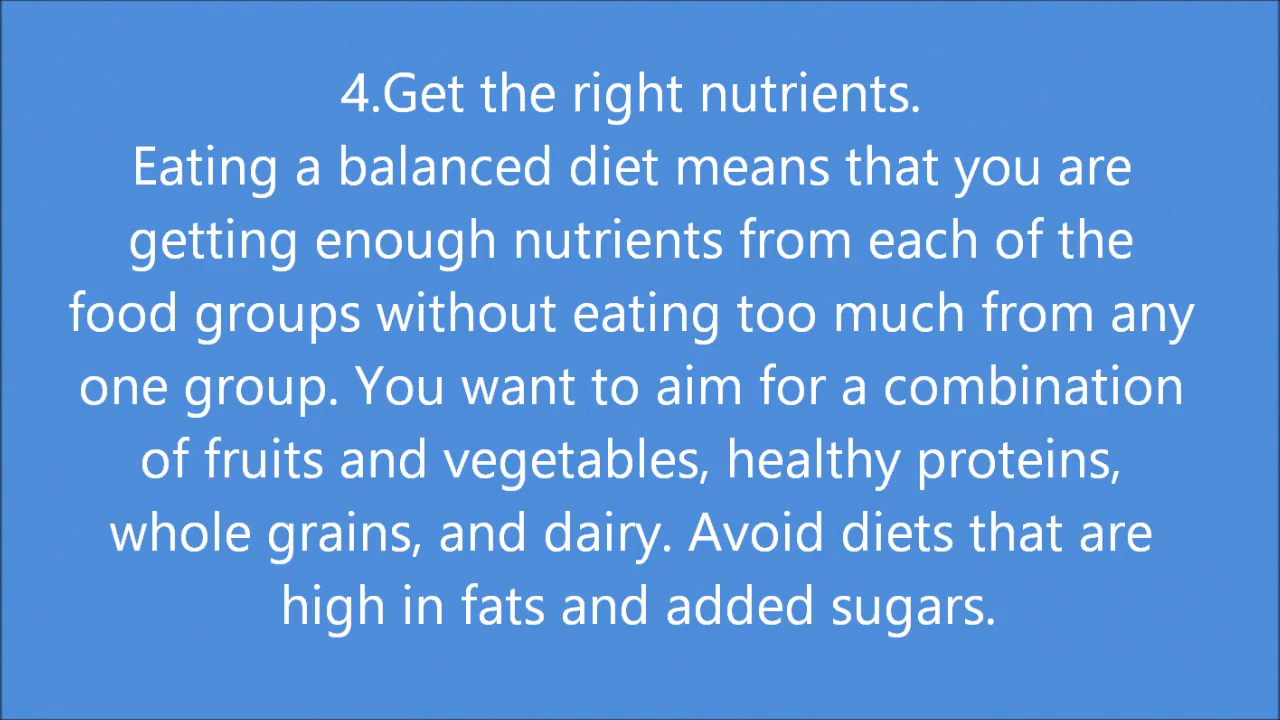 4.Get the right nutrients.
Eating a balanced diet means that you are
getting enough nutrients from each of the
food groups without eating too much from any
one group. You want to aim for a combination
of fruits and vegetables, healthy proteins,
whole grains, and dairy. Avoid diets that are
high in fats and added sugars.